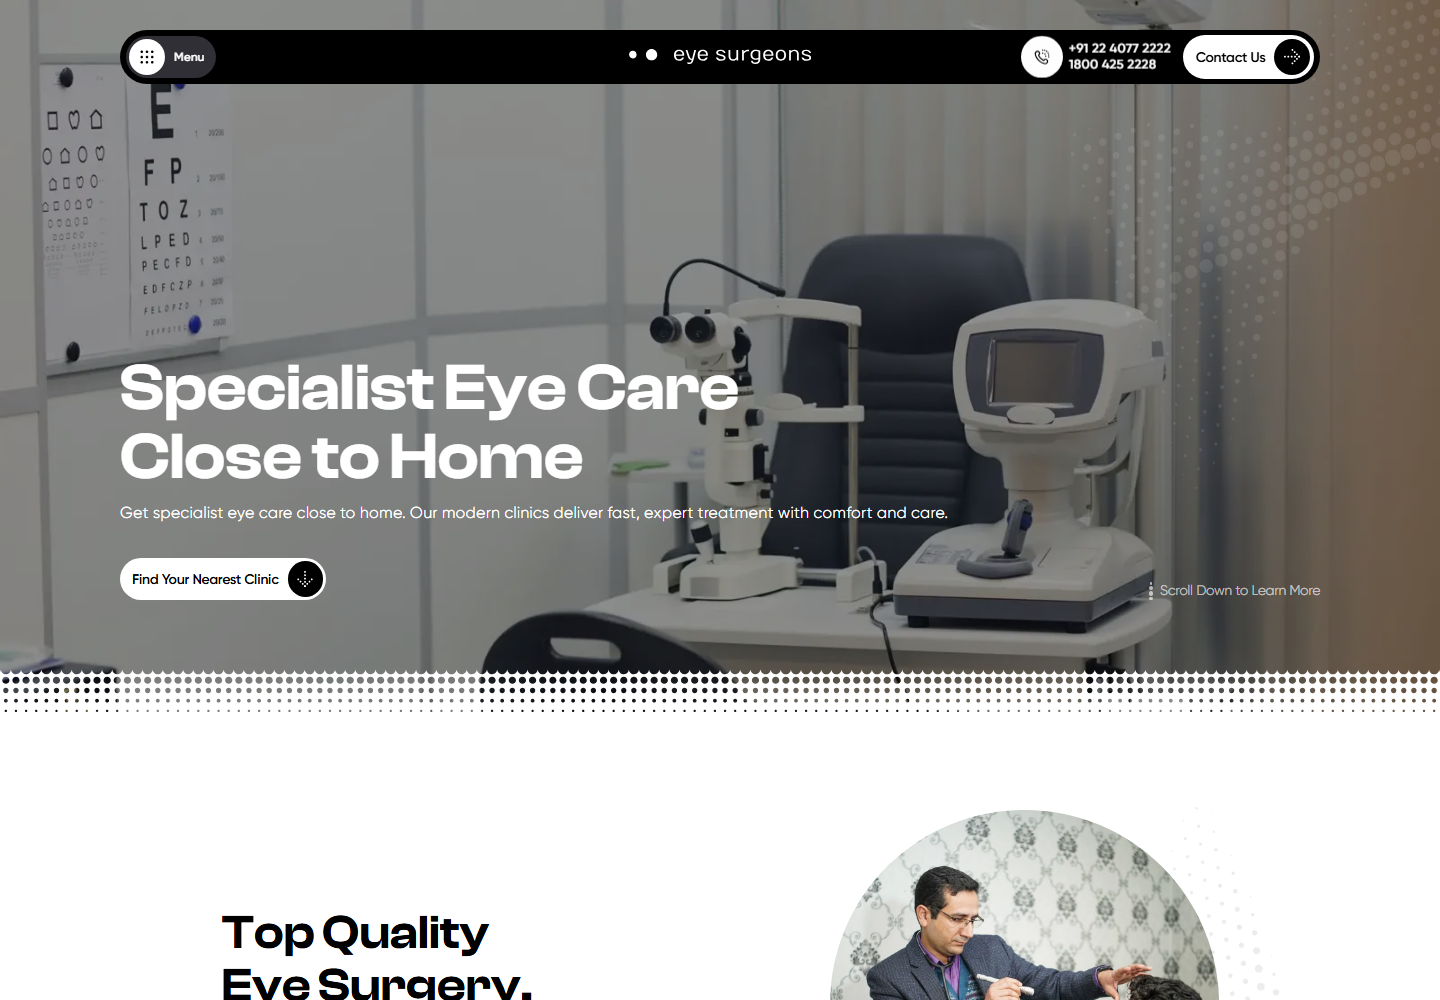 Menu
eye surgeons
+91 22 4077 2222
1800 425 2228
Contact Us
E
F P
T O Z
L P E D
P E C F D
E D F C Z P
F E L O P Z D
Specialist Eye Care
Close to Home
Get specialist eye care close to home. Our modern clinics deliver fast, expert treatment with comfort and care.
Find Your Nearest Clinic
Scroll Down to Learn More
Top Quality
Eye Surgery.